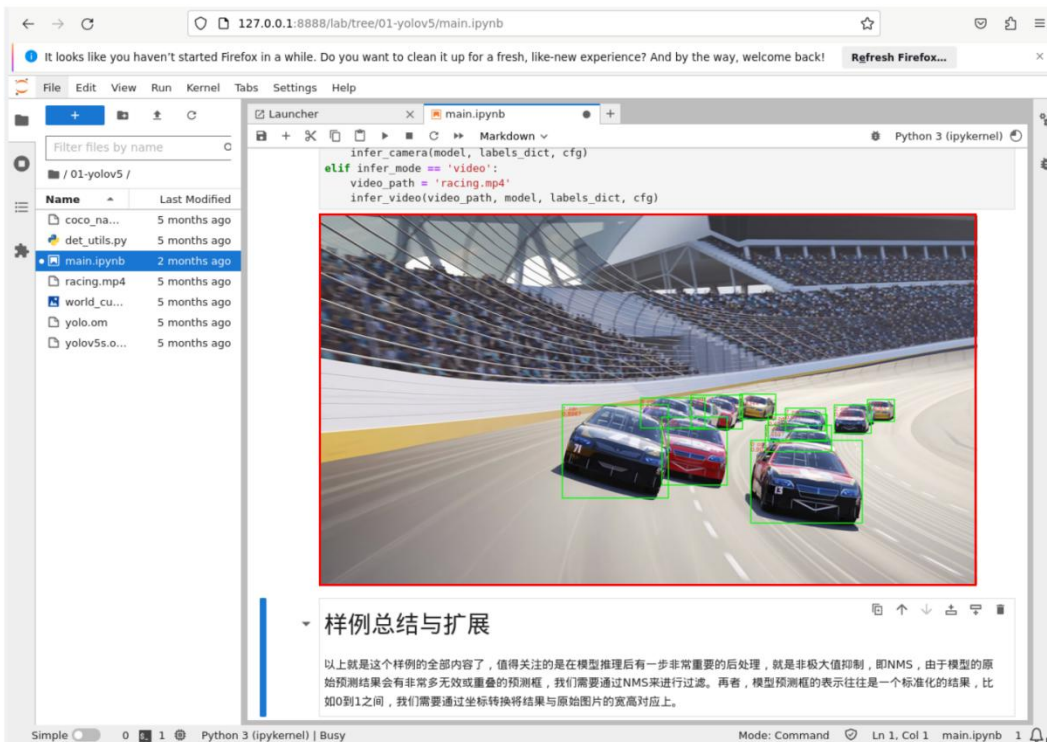 127.0.0.1:8888/lab/tree/01-yolov5/main.ipynb
It looks like you haven't started Firefox in a while. Do you want to clean it up for a fresh, like-new experience? And by the way, welcome back!
Refresh Firefox...
File Edit View Run Kernel Tabs Settings Help
Launcher
main.ipynb
Markdown
Python 3 (ipykernel)
Filter files by name
/ 01-yolov5 /
Name Last Modified
coco_na... 5 months ago
det_utils.py 5 months ago
main.ipynb 2 months ago
racing.mp4 5 months ago
world_cu... 5 months ago
yolo.om 5 months ago
yolov5s.o... 5 months ago
infer_camera(model, labels_dict, cfg)
elif infer_mode == 'video':
video_path = 'racing.mp4'
infer_video(video_path, model, labels_dict, cfg)
71
样例总结与扩展
以上就是这个样例的全部内容了，值得关注的是在模型推理后有一步非常重要的后处理，就是非极大值抑制，即NMS，由于模型的原
始预测结果会有非常多无效或重叠的预测框，我们需要通过NMS来进行过滤。再者，模型预测框的表示往往是一个标准化的结果，比
如0到1之间，我们需要通过坐标转换将结果与原始图片的宽高对应上。
Simple 0 1 Python 3 (ipykernel) | Busy Mode: Command Ln 1, Col 1 main.ipynb 1